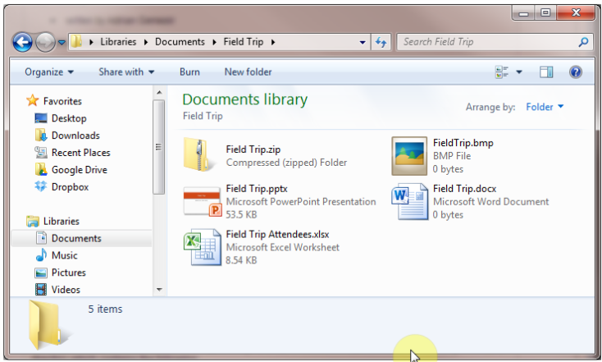 Libraries Documents Field Trip
Search Field Trip
Organize Share with Burn New folder
Favorites
Desktop
Downloads
Recent Places
Google Drive
Dropbox
Libraries
Documents
Music
Pictures
Videos
Documents library
Field Trip
Arrange by: Folder
Field Trip.zip
Compressed (zipped) Folder
FieldTrip.bmp
BMP File
0 bytes
Field Trip.pptx
Microsoft PowerPoint Presentation
53.5 KB
Field Trip.docx
Microsoft Word Document
0 bytes
Field Trip Attendees.xlsx
Microsoft Excel Worksheet
8.54 KB
5 items